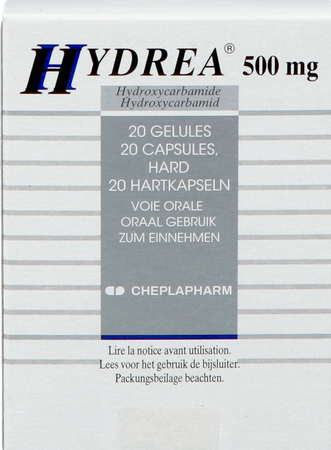 HYDREA® 500 mg
Hydroxycarbamide
Hydroxycarbamid
20 GELULES
20 CAPSULES,
HARD
20 HARTKAPSELN
VOIE ORALE
ORAAL GEBRUIK
ZUM EINNEHMEN
CHEPLAPHARM
Lire la notice avant utilisation.
Lees voor het gebruik de bijsluiter.
Packungsbeilage beachten.